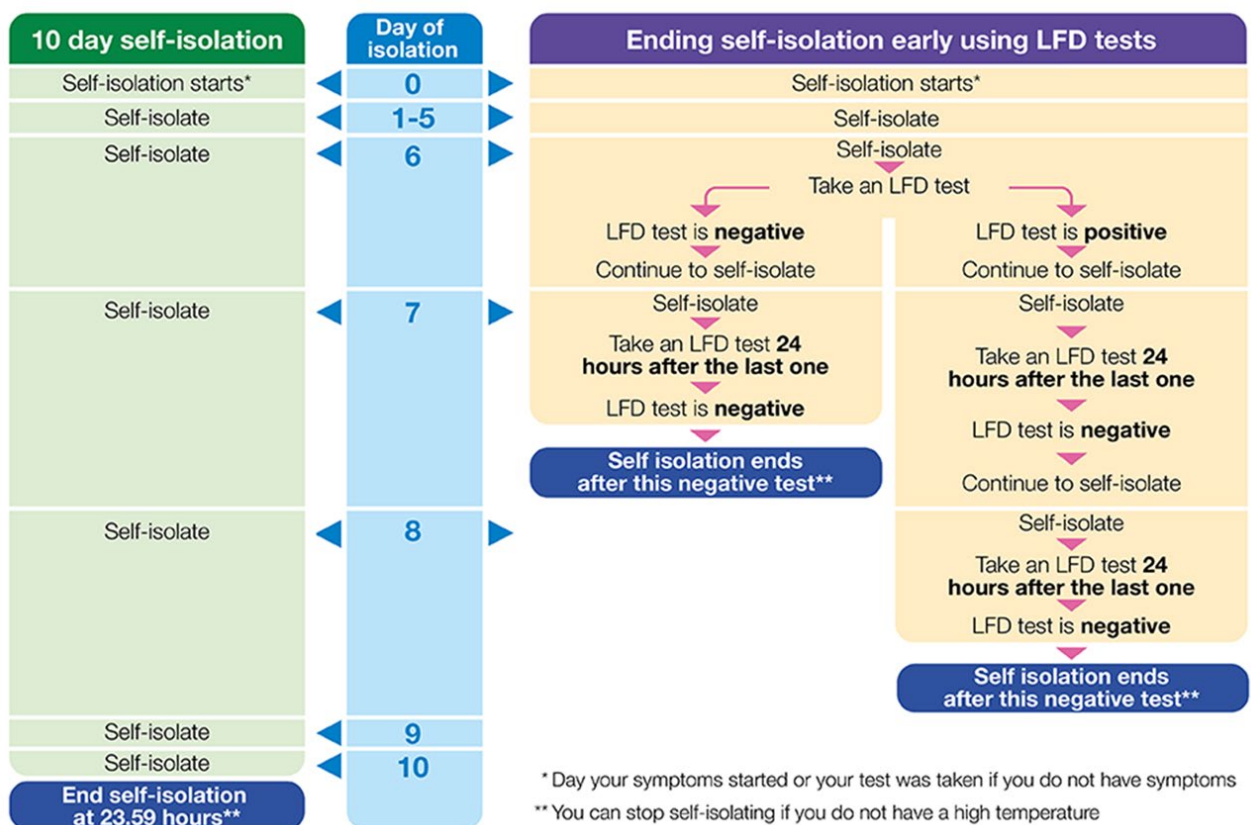 10 day self-isolation
Day of
isolation
Ending self-isolation early using LFD tests
Self-isolation starts*
0
Self-isolation starts*
Self-isolate
1-5
Self-isolate
Self-isolate
6
Self-isolate
Take an LFD test
LFD test is negative
Continue to self-isolate
LFD test is positive
Continue to self-isolate
Self-isolate
7
Self-isolate
Take an LFD test 24
hours after the last one
LFD test is negative
Self isolation ends
after this negative test**
Self-isolate
Take an LFD test 24
hours after the last one
LFD test is negative
Continue to self-isolate
Self-isolate
8
Self-isolate
Take an LFD test 24
hours after the last one
LFD test is negative
Self isolation ends
after this negative test**
Self-isolate
9
Self-isolate
10
End self-isolation
at 23.59 hours**
* Day your symptoms started or your test was taken if you do not have symptoms
** You can stop self-isolating if you do not have a high temperature